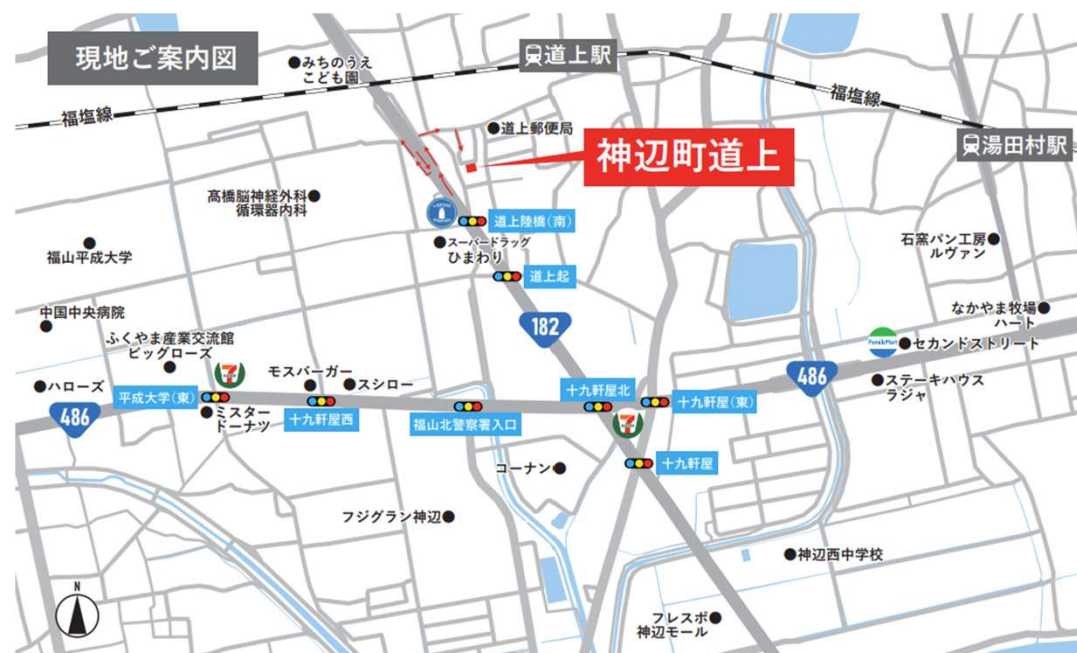 現地ご案内図
みちのうえ
こども園
道上駅
福塩線
福塩線
湯田村駅
道上郵便局
神辺町道上
髙橋脳神経外科
循環器内科
道上陸橋(南)
スーパードラッグ
ひまわり
福山平成大学
道上起
石窯パン工房
ルヴァン
中国中央病院
182
なかやま牧場
ハート
ふくやま産業交流館
ビッグローズ
FamilyMart
セカンドストリート
モスバーガー
スシロー
ハローズ
7
平成大学(東)
486
ミスター
ドーナツ
十九軒屋西
福山北警察署入口
十九軒屋北
十九軒屋(東)
486
ステーキハウス
ラジャ
7
十九軒屋
コーナン
フジグラン神辺
神辺西中学校
フレスポ
神辺モール
N